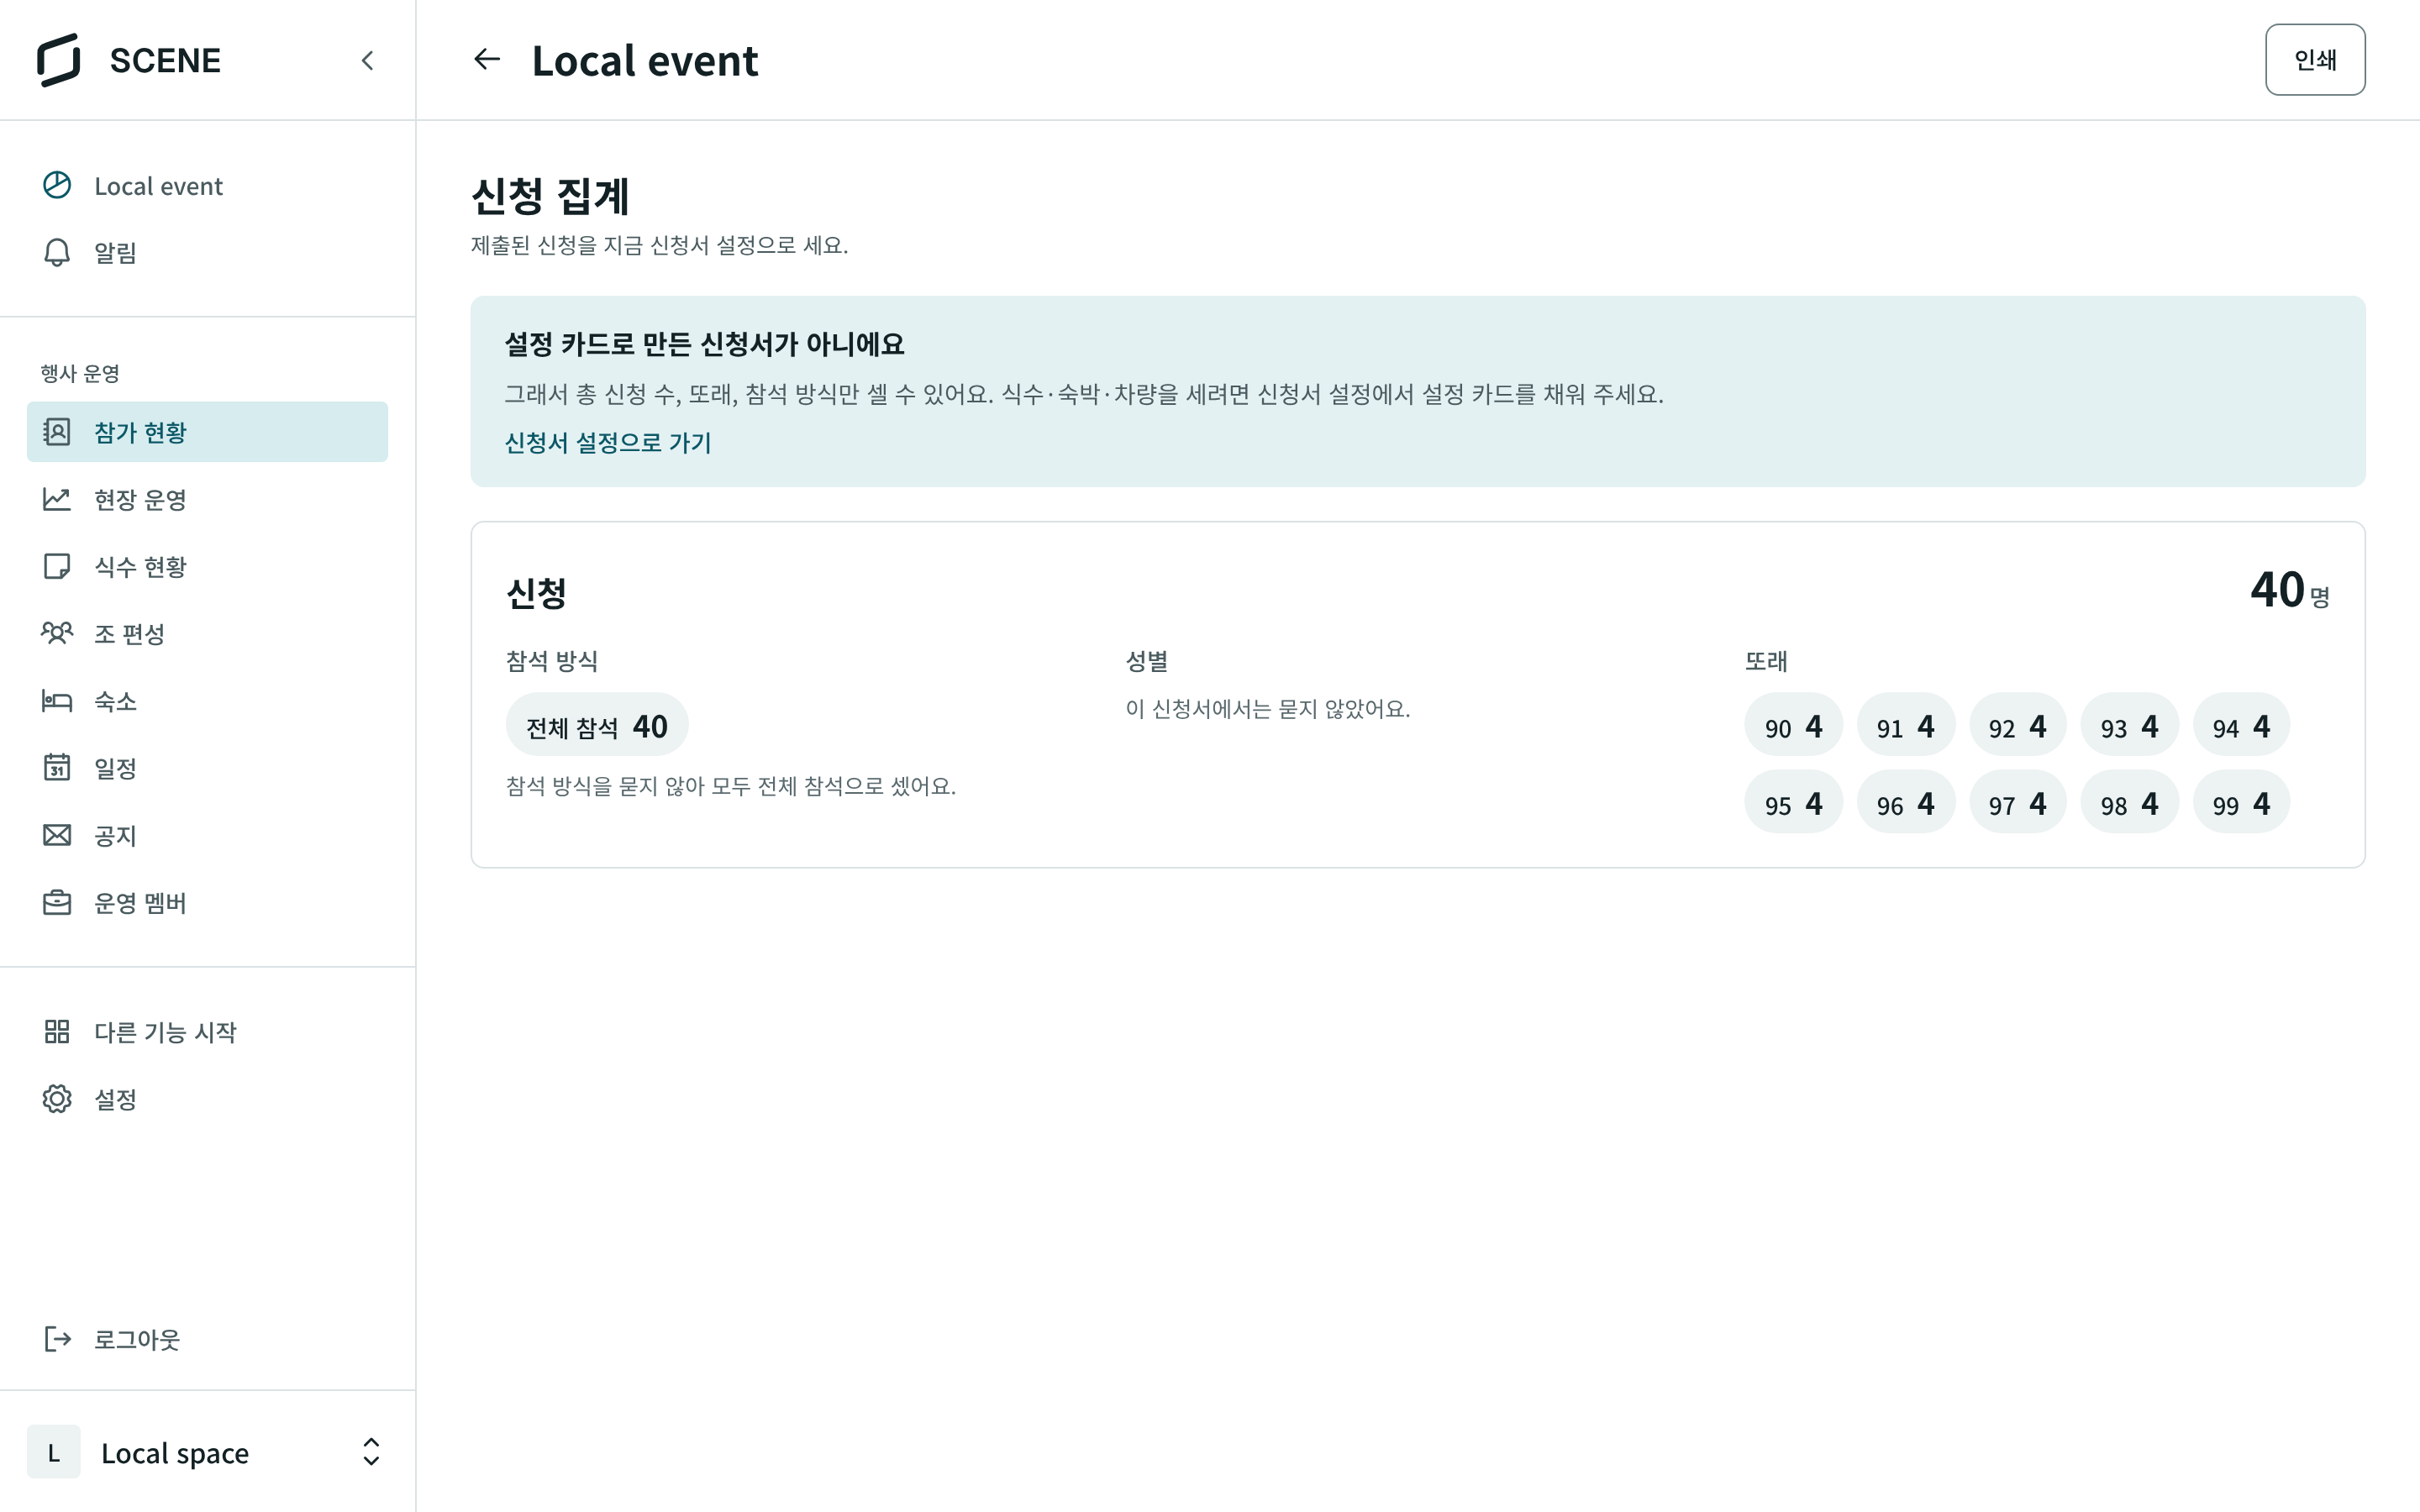 SCENE
Local event
인쇄
Local event
알림
행사 운영
참가 현황
현장 운영
식수 현황
조 편성
숙소
31
일정
공지
운영 멤버
다른 기능 시작
설정
로그아웃
L Local space
신청 집계
제출된 신청을 지금 신청서 설정으로 세요.
설정 카드로 만든 신청서가 아니에요
그래서 총 신청 수, 또래, 참석 방식만 셀 수 있어요. 식수·숙박·차량을 세려면 신청서 설정에서 설정 카드를 채워 주세요.
신청서 설정으로 가기
신청 40명
참석 방식
전체 참석 40
참석 방식을 묻지 않아 모두 전체 참석으로 셌어요.
성별
이 신청서에서는 묻지 않았어요.
또래
90 4 91 4 92 4 93 4 94 4
95 4 96 4 97 4 98 4 99 4